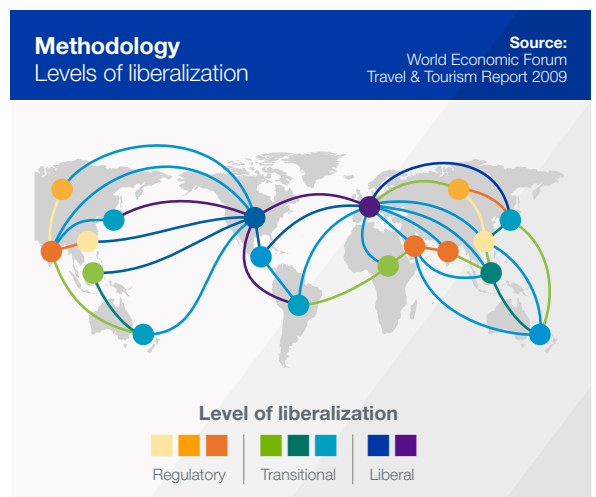 Methodology
Levels of liberalization
Source:
World Economic Forum
Travel & Tourism Report 2009
Level of liberalization
Regulatory
Transitional
Liberal